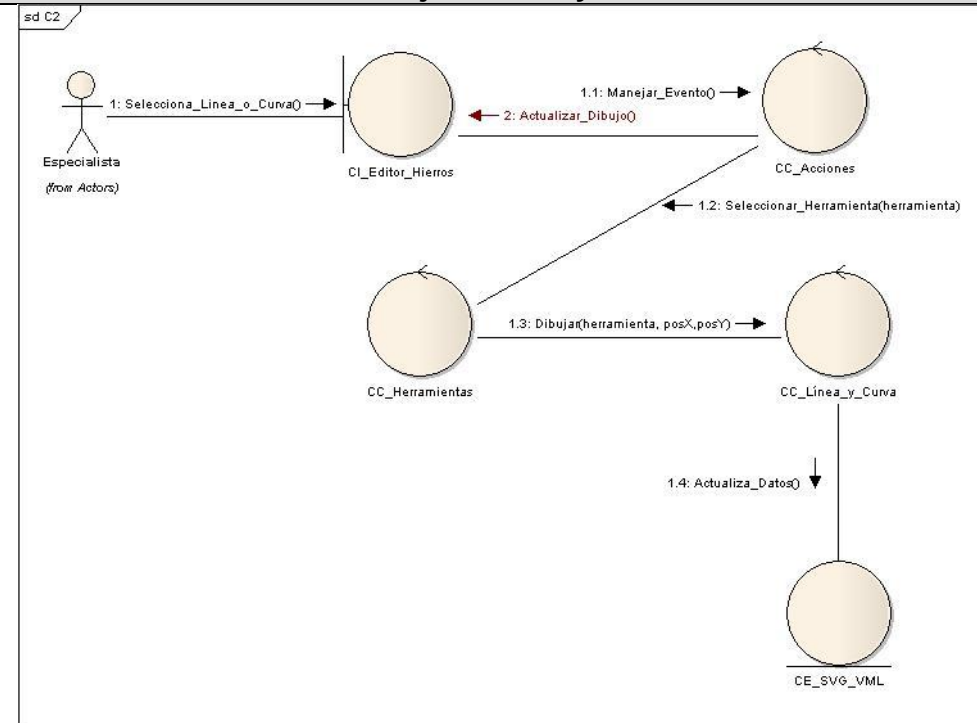 sd C2
1: Selecciona_Linea_o_Curva()
1.1: Manejar_Evento()
2: Actualizar_Dibujo()
Especialista
(from Actors)
CI_Editor_Hierros
CC_Acciones
1.2: Seleccionar_Herramienta(herramienta)
1.3: Dibujar(herramienta, posX,posY)
CC_Herramientas
CC_Línea_y_Curva
1.4: Actualiza_Datos()
CE_SVG_VML